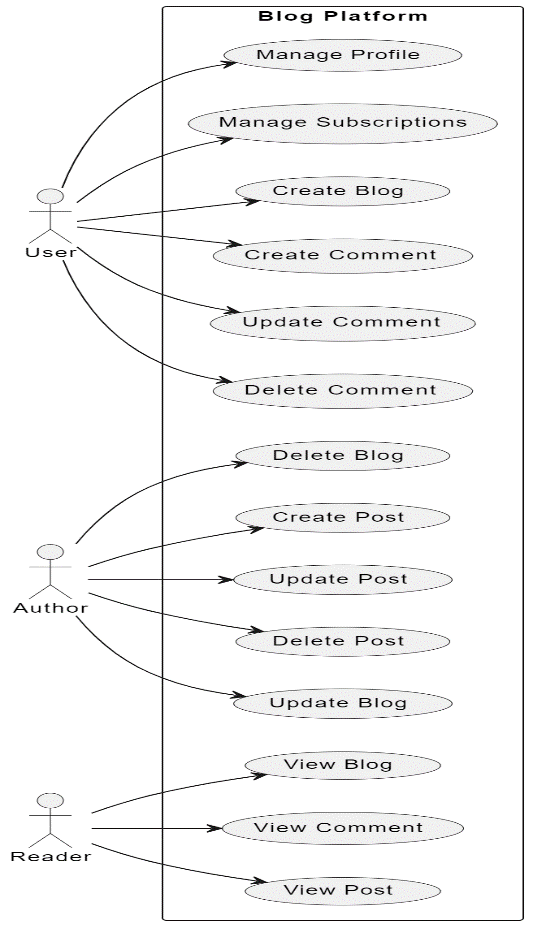 Blog Platform
Manage Profile
Manage Subscriptions
Create Blog
User
Create Comment
Update Comment
Delete Comment
Delete Blog
Create Post
Update Post
Author
Delete Post
Update Blog
View Blog
View Comment
Reader
View Post